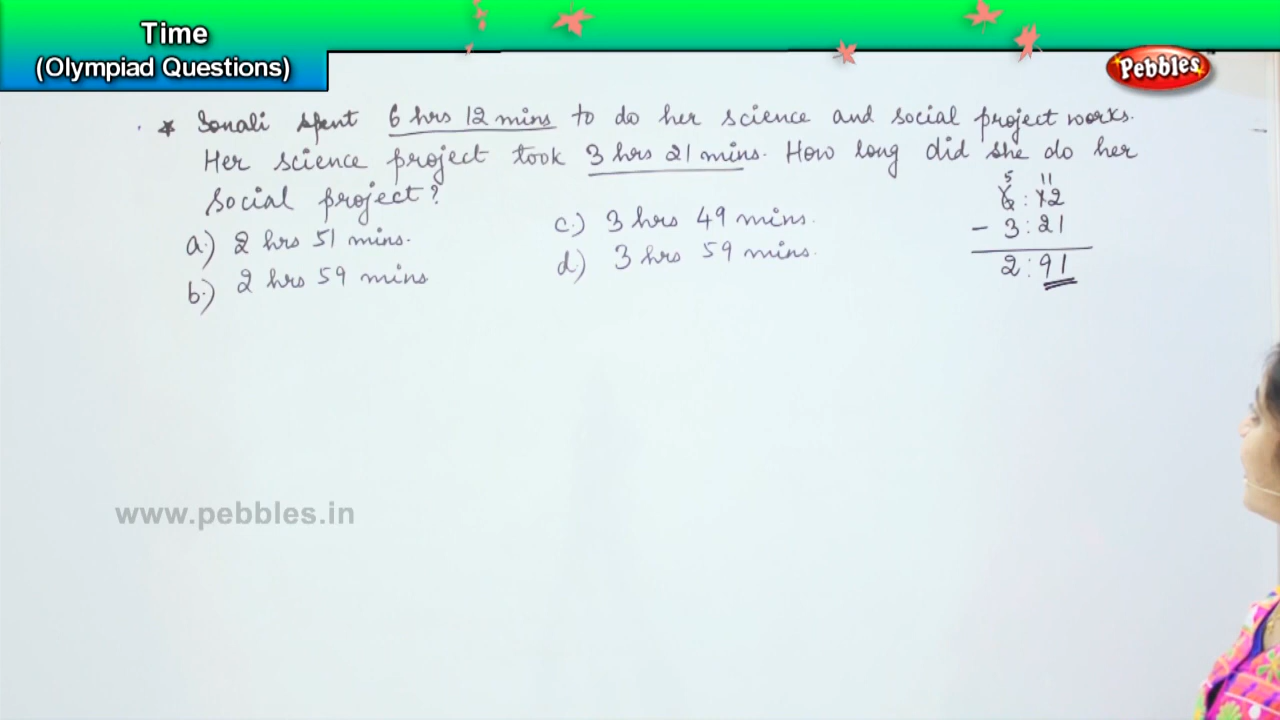 Time
(Olympiad Questions)
Pebbles
* Sonali spent 6 hrs 12 mins to do her science and social project works.
Her science project took 3 hrs 21 mins. How long did she do her
social project?
a.) 2 hrs 51 mins.
b.) 2 hrs 59 mins
c.) 3 hrs 49 mins.
d.) 3 hrs 59 mins.
5 11
6:12
- 3:21
2:91
www.pebbles.in